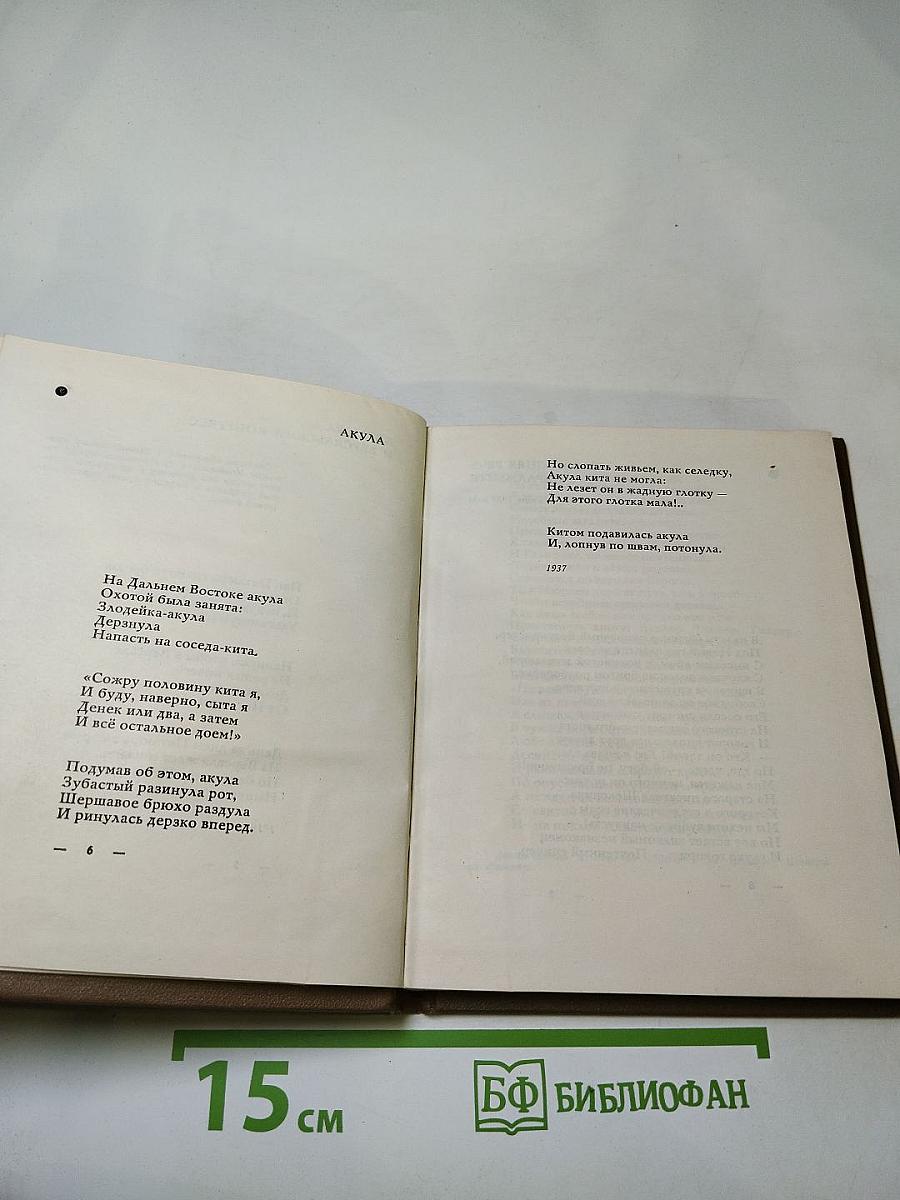 АКУЛА
На Дальнем Востоке акула
Охотой была занята:
Злодейка-акула
Дерзнула
Напасть на соседа-кита.
«Сожру половину кита я,
И буду, наверно, сыта я
Денек или два, а затем
И всё остальное доем!»
Подумав об этом, акула
Зубастый разинула рот,
Шершавое брюхо раздула
И ринулась дерзко вперед.
— 6 —
Но слопать живьем, как селедку,
Акула кита не могла:
Не лезет он в жадную глотку —
Для этого глотка мала!..
Китом подавилась акула
И, лопнув по швам, потонула.
1937
15 см
БФ БИБЛИОФАН